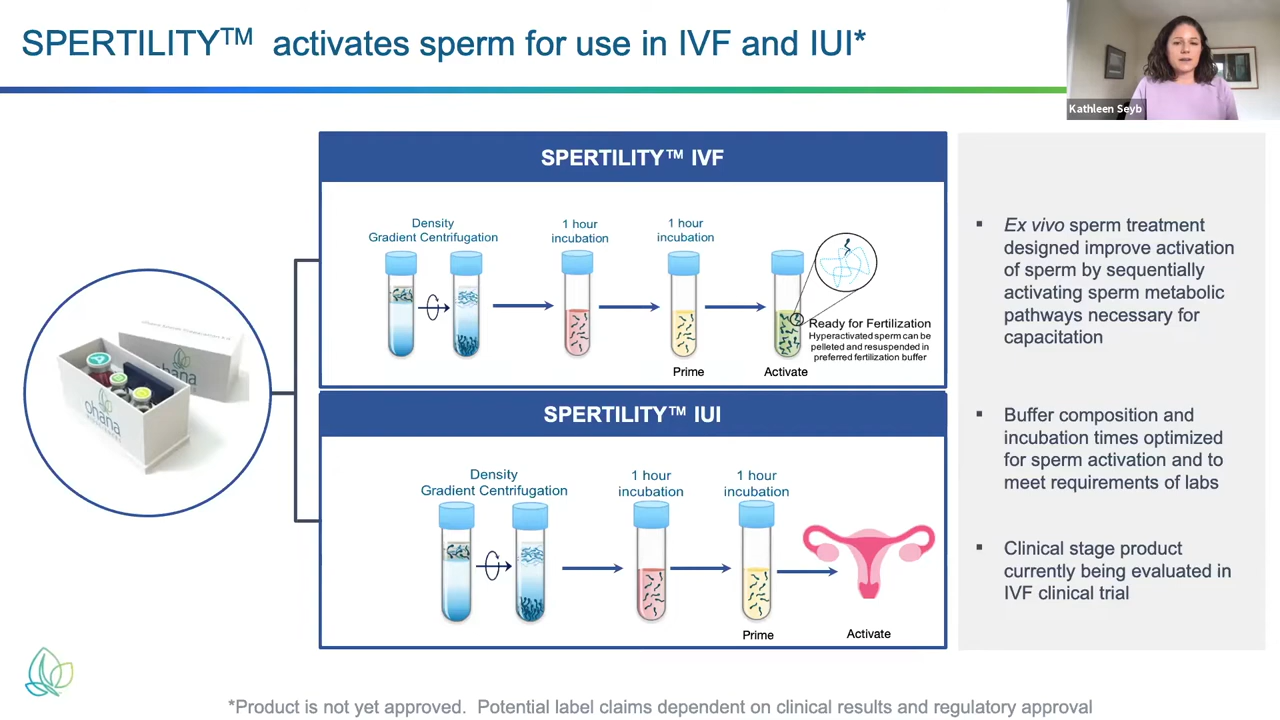 SPERTILITY™ activates sperm for use in IVF and IUI*
Kathleen Seyb
SPERTILITY™ IVF
Density
Gradient Centrifugation
1 hour
incubation
1 hour
incubation
Ready for Fertilization
Hyperactivated sperm can be
pelleted and resuspended in
preferred fertilization buffer
Prime
Activate
ohana
ohana
SPERTILITY™ IUI
Density
Gradient Centrifugation
1 hour
incubation
1 hour
incubation
Prime
Activate
▪ Ex vivo sperm treatment
designed improve activation
of sperm by sequentially
activating sperm metabolic
pathways necessary for
capacitation
▪ Buffer composition and
incubation times optimized
for sperm activation and to
meet requirements of labs
▪ Clinical stage product
currently being evaluated in
IVF clinical trial
*Product is not yet approved. Potential label claims dependent on clinical results and regulatory approval